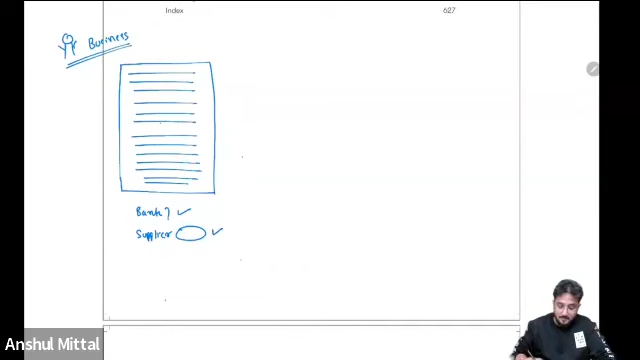 Index 627
Business
Bank?
Supplier
Anshul Mittal